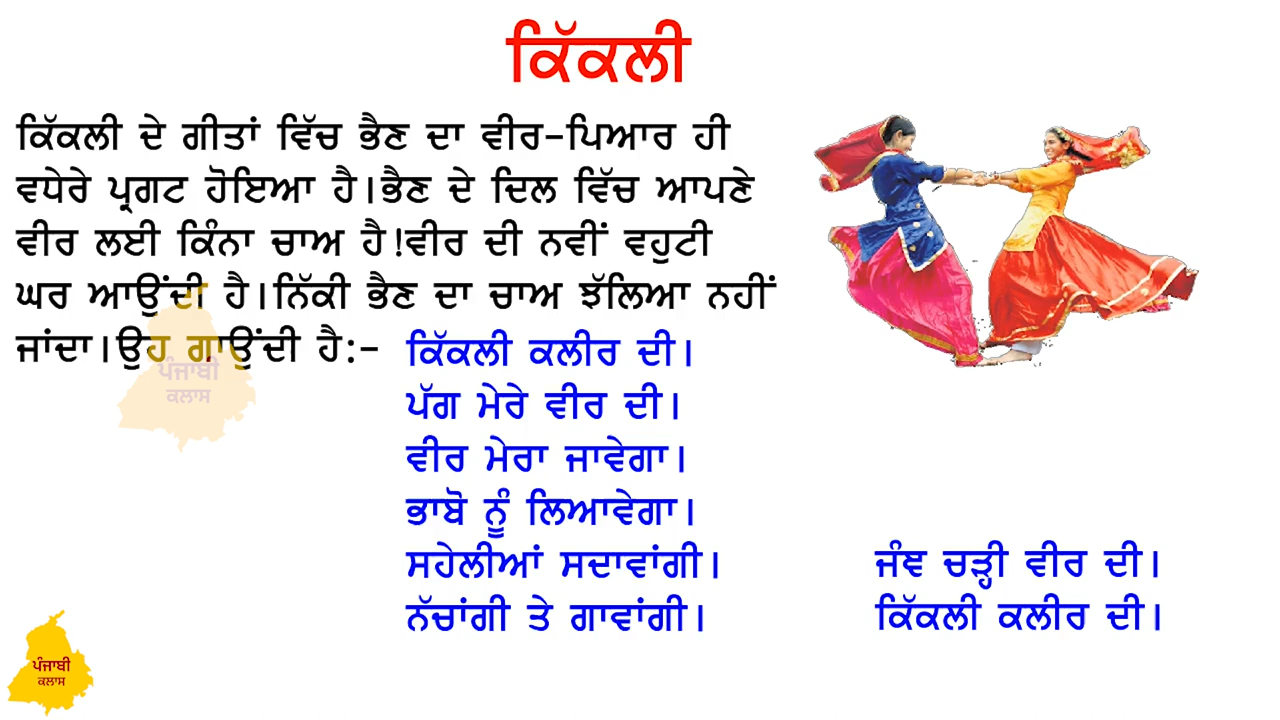 ਕਿੱਕਲੀ
ਕਿੱਕਲੀ ਦੇ ਗੀਤਾਂ ਵਿੱਚ ਭੈਣ ਦਾ ਵੀਰ-ਪਿਆਰ ਹੀ
ਵਧੇਰੇ ਪ੍ਰਗਟ ਹੋਇਆ ਹੈ।ਭੈਣ ਦੇ ਦਿਲ ਵਿੱਚ ਆਪਣੇ
ਵੀਰ ਲਈ ਕਿੰਨਾ ਚਾਅ ਹੈ!ਵੀਰ ਦੀ ਨਵੀਂ ਵਹੁਟੀ
ਘਰ ਆਉਂਦੀ ਹੈ।ਨਿੱਕੀ ਭੈਣ ਦਾ ਚਾਅ ਝੱਲਿਆ ਨਹੀਂ
ਜਾਂਦਾ।ਉਹ ਗਾਉਂਦੀ ਹੈ:-
ਕਿੱਕਲੀ ਕਲੀਰ ਦੀ।
ਪੱਗ ਮੇਰੇ ਵੀਰ ਦੀ।
ਵੀਰ ਮੇਰਾ ਜਾਵੇਗਾ।
ਭਾਬੋ ਨੂੰ ਲਿਆਵੇਗਾ।
ਸਹੇਲੀਆਂ ਸਦਾਵਾਂਗੀ।
ਨੱਚਾਂਗੀ ਤੇ ਗਾਵਾਂਗੀ।
ਜੰਞ ਚੜ੍ਹੀ ਵੀਰ ਦੀ।
ਕਿੱਕਲੀ ਕਲੀਰ ਦੀ।
ਪੰਜਾਬੀ
ਕਲਾਸ
ਪੰਜਾਬੀ
ਕਲਾਸ